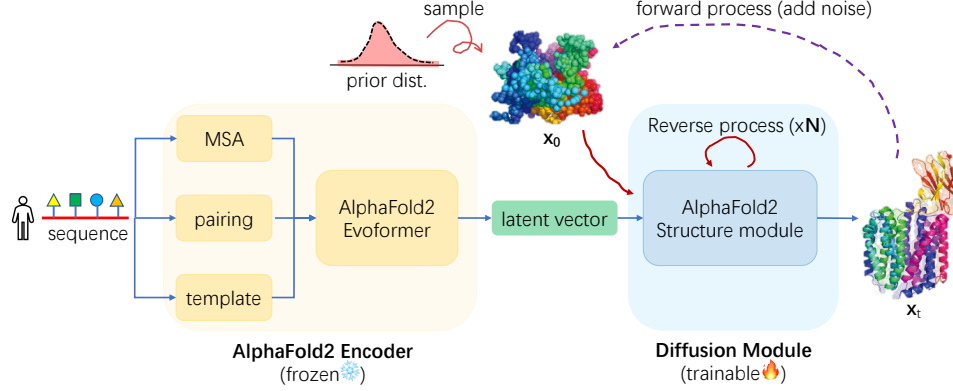 sample
forward process (add noise)
prior dist.
x₀
MSA
Reverse process (xN)
sequence
pairing
AlphaFold2
Evoformer
latent vector
AlphaFold2
Structure module
template
xₜ
AlphaFold2 Encoder
(frozen❄️)
Diffusion Module
(trainable🔥)